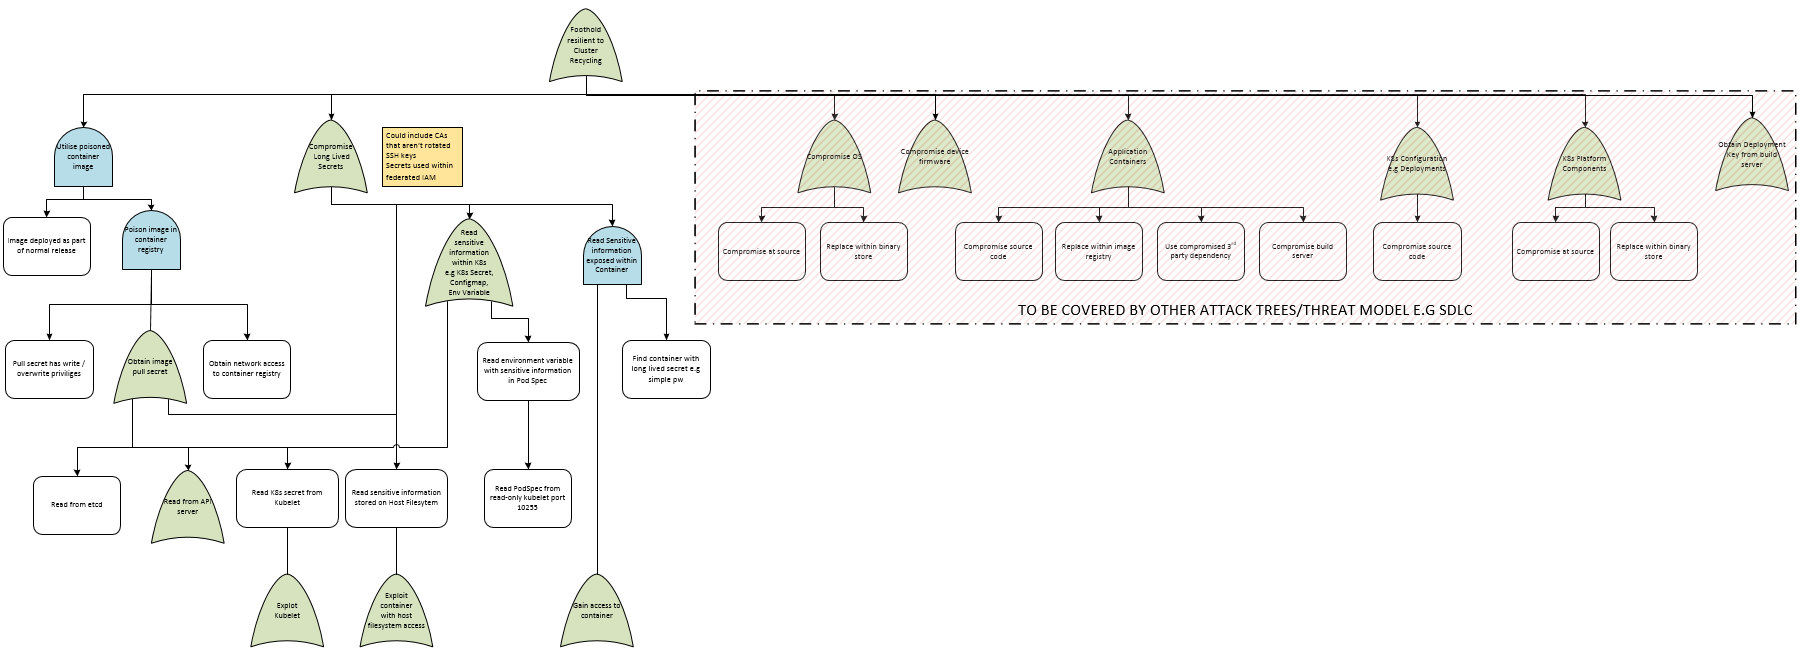 Foothold
resilient to
Cluster
Recycling
Utilise poisoned
container
image
Compromise
Long Lived
Secrets
Could include CAs
that aren't rotated
SSH keys
Secrets used within
federated IAM
Compromise OS
Compromise device
firmware
Application
Containers
K8s Configuration
e.g Deployments
K8s Platform
Components
Obtain Deployment
Key from build
server
Image deployed as part
of normal release
Poison image in
container
registry
Read
sensitive
information
within K8s
e.g K8s Secret,
Configmap,
Env Variable
Read Sensitive
information
exposed within
Container
Compromise at source
Replace within binary
store
Compromise source
code
Replace within image
registry
Use compromised 3rd
party dependency
Compromise build
server
Compromise source
code
Compromise at source
Replace within binary
store
TO BE COVERED BY OTHER ATTACK TREES/THREAT MODEL E.G SDLC
Pull secret has write /
overwrite priviliges
Obtain image
pull secret
Obtain network access
to container registry
Read environment variable
with sensitive information
in Pod Spec
Find container with
long lived secret e.g
simple pw
Read from etcd
Read from API
server
Read K8s secret from
Kubelet
Read sensitive information
stored on Host Filesytem
Read PodSpec from
read-only kubelet port
10255
Explot
Kubelet
Exploit
container
with host
filesystem access
Gain access to
container